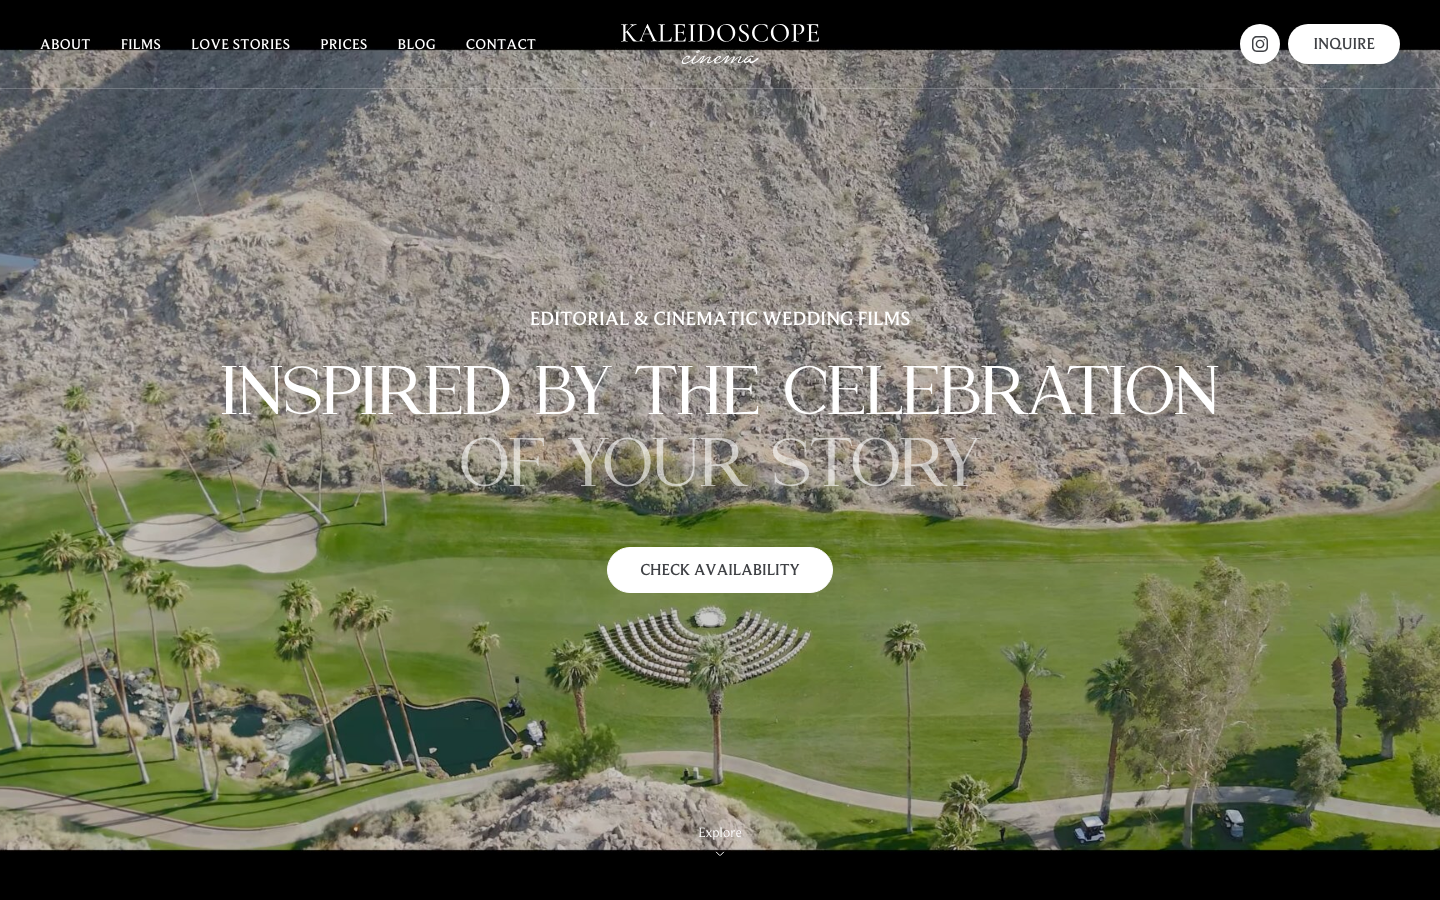 ABOUT
FILMS
LOVE STORIES
PRICES
BLOG
CONTACT
KALEIDOSCOPE
cinema
INQUIRE
EDITORIAL & CINEMATIC WEDDING FILMS
INSPIRED BY THE CELEBRATION
OF YOUR STORY
CHECK AVAILABILITY
Explore